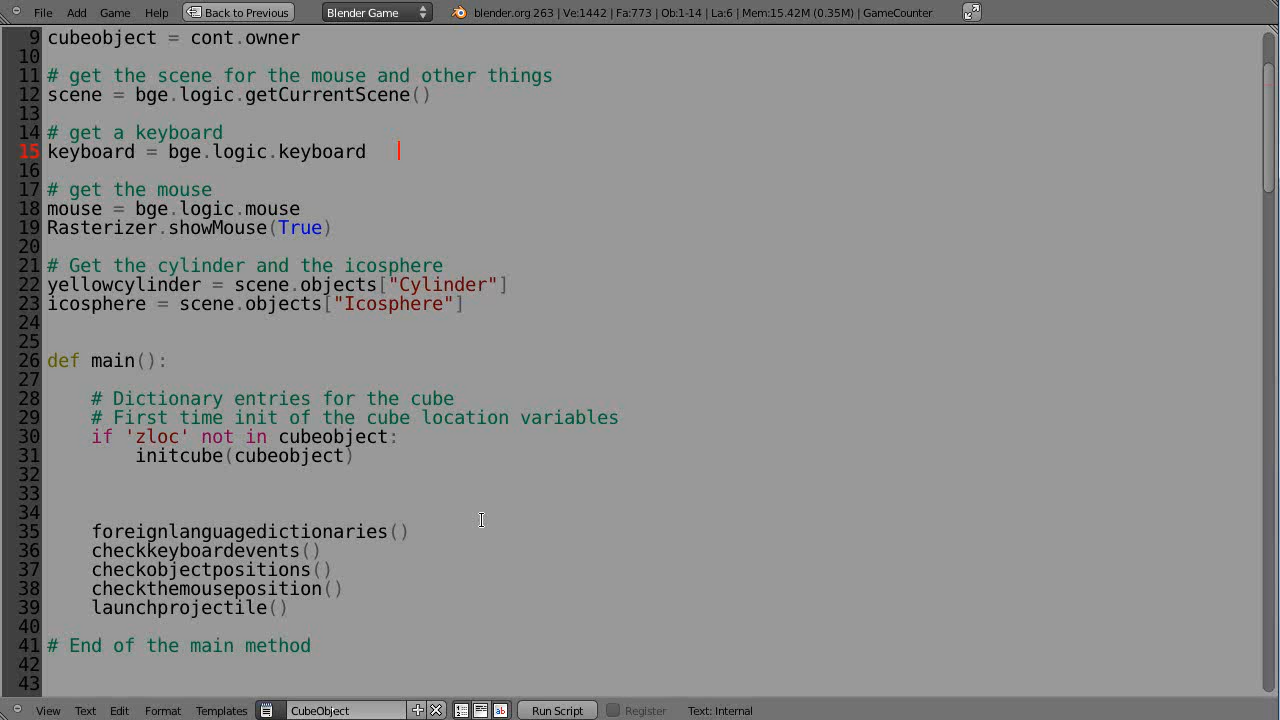 File Add Game Help Back to Previous Blender Game blender.org 263 | Ve:1442 | Fa:773 | Ob:1-14 | La:6 | Mem:15.42M (0.35M) | GameCounter
9 cubeobject = cont.owner
10
11 # get the scene for the mouse and other things
12 scene = bge.logic.getCurrentScene()
13
14 # get a keyboard
15 keyboard = bge.logic.keyboard
16
17 # get the mouse
18 mouse = bge.logic.mouse
19 Rasterizer.showMouse(True)
20
21 # Get the cylinder and the icosphere
22 yellowcylinder = scene.objects["Cylinder"]
23 icosphere = scene.objects["Icosphere"]
24
25
26 def main():
27
28     # Dictionary entries for the cube
29     # First time init of the cube location variables
30     if 'zloc' not in cubeobject:
31         initcube(cubeobject)
32
33
34
35     foreignlanguagedictionaries()
36     checkkeyboardevents()
37     checkobjectpositions()
38     checkthemouseposition()
39     launchprojectile()
40
41 # End of the main method
42
43
View Text Edit Format Templates CubeObject Run Script Register Text: Internal